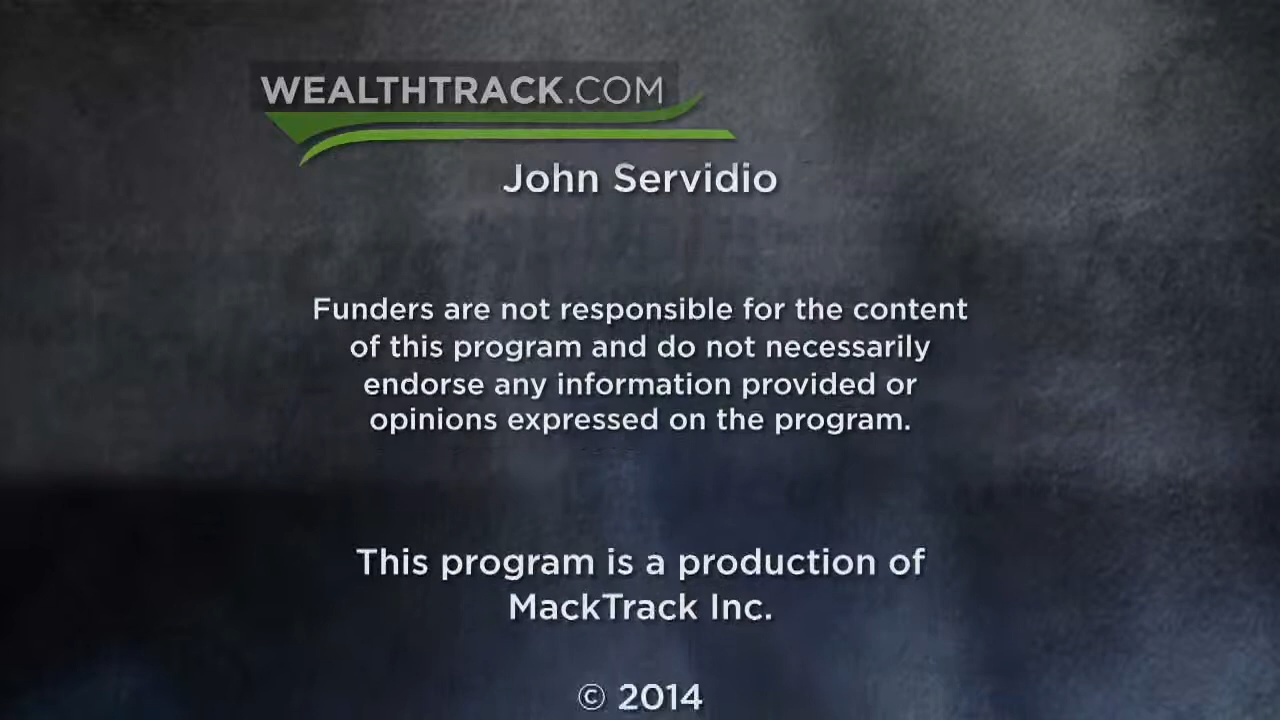 WEALTHTRACK.COM
John Servidio
Funders are not responsible for the content
of this program and do not necessarily
endorse any information provided or
opinions expressed on the program.
This program is a production of
MackTrack Inc.
© 2014